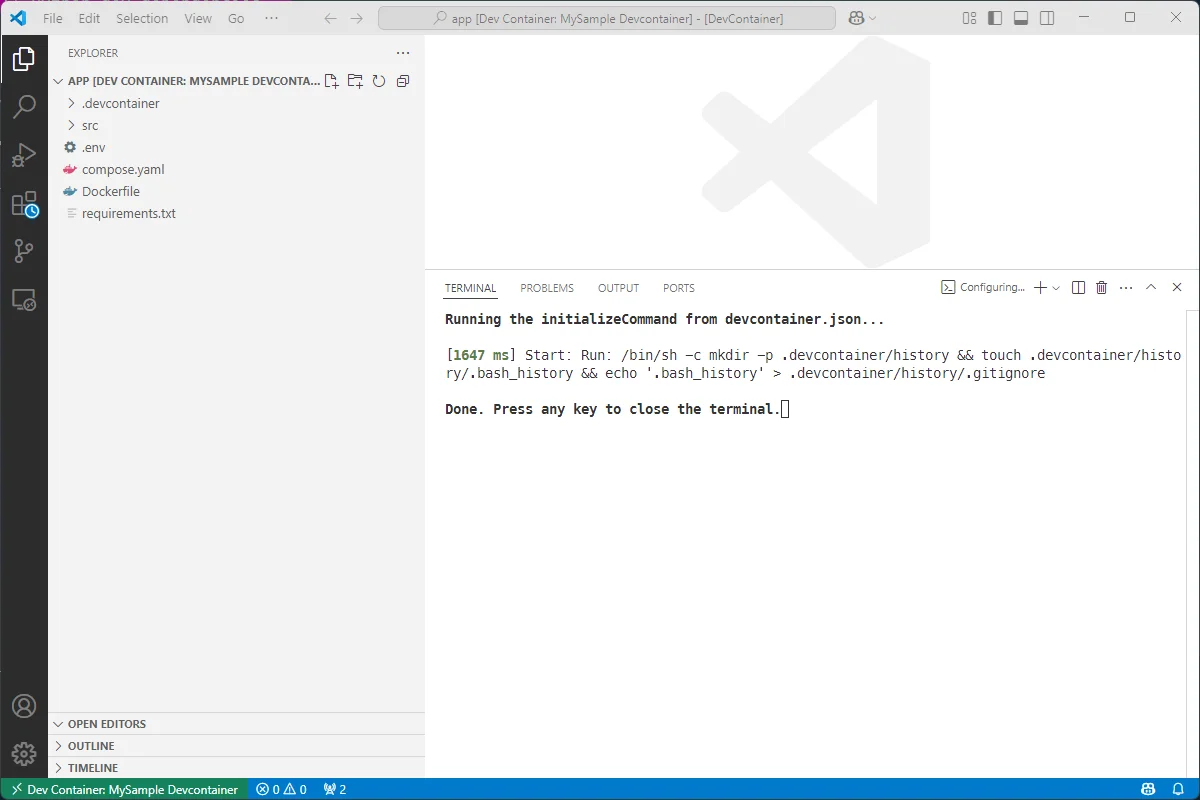 File Edit Selection View Go ···
app [Dev Container: MySample Devcontainer] - [DevContainer]
EXPLORER
APP [DEV CONTAINER: MYSAMPLE DEVCONTA...
.devcontainer
src
.env
compose.yaml
Dockerfile
requirements.txt
OPEN EDITORS
OUTLINE
TIMELINE
TERMINAL PROBLEMS OUTPUT PORTS
Configuring...
Running the initializeCommand from devcontainer.json...
[1647 ms] Start: Run: /bin/sh -c mkdir -p .devcontainer/history && touch .devcontainer/histo
ry/.bash_history && echo '.bash_history' > .devcontainer/history/.gitignore
Done. Press any key to close the terminal.
Dev Container: MySample Devcontainer 0 0 2